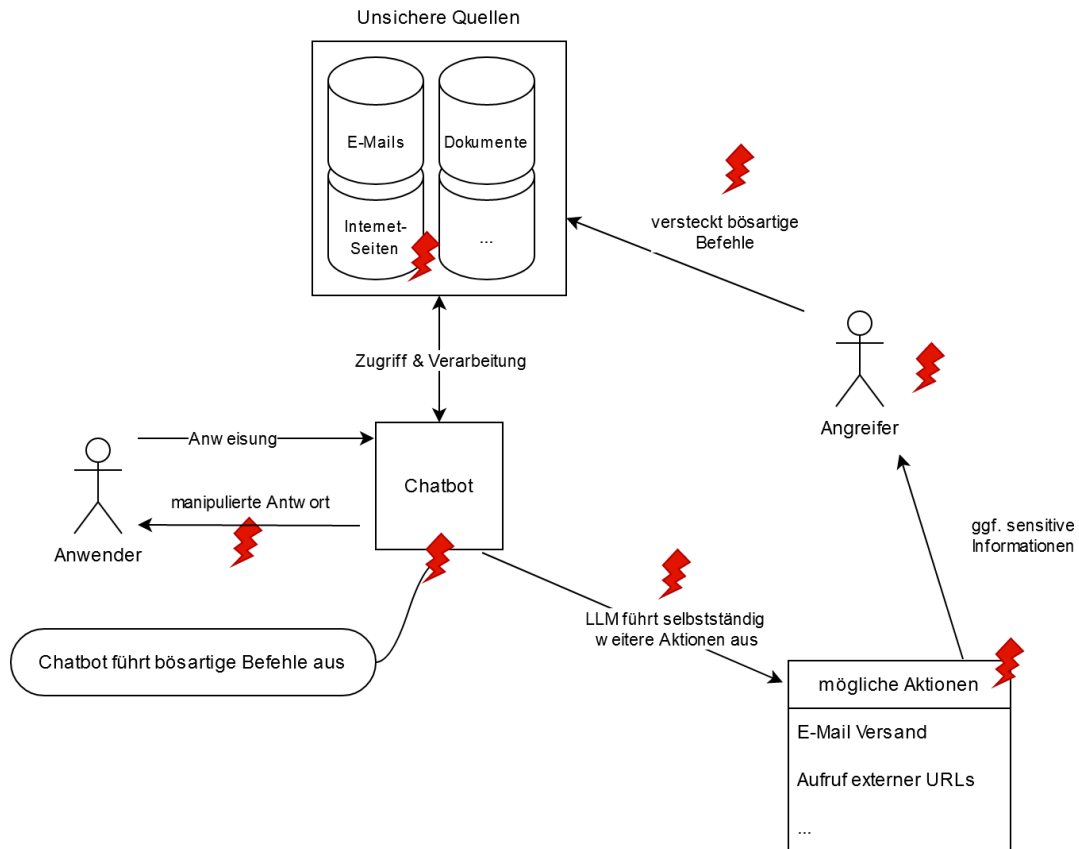 Unsichere Quellen
E-Mails
Dokumente
Internet-
Seiten
...
versteckt bösartige
Befehle
Zugriff & Verarbeitung
Angreifer
Anweisung
Chatbot
manipulierte Antwort
Anwender
ggf. sensitive
Informationen
LLM führt selbstständig
weitere Aktionen aus
Chatbot führt bösartige Befehle aus
mögliche Aktionen
E-Mail Versand
Aufruf externer URLs
...